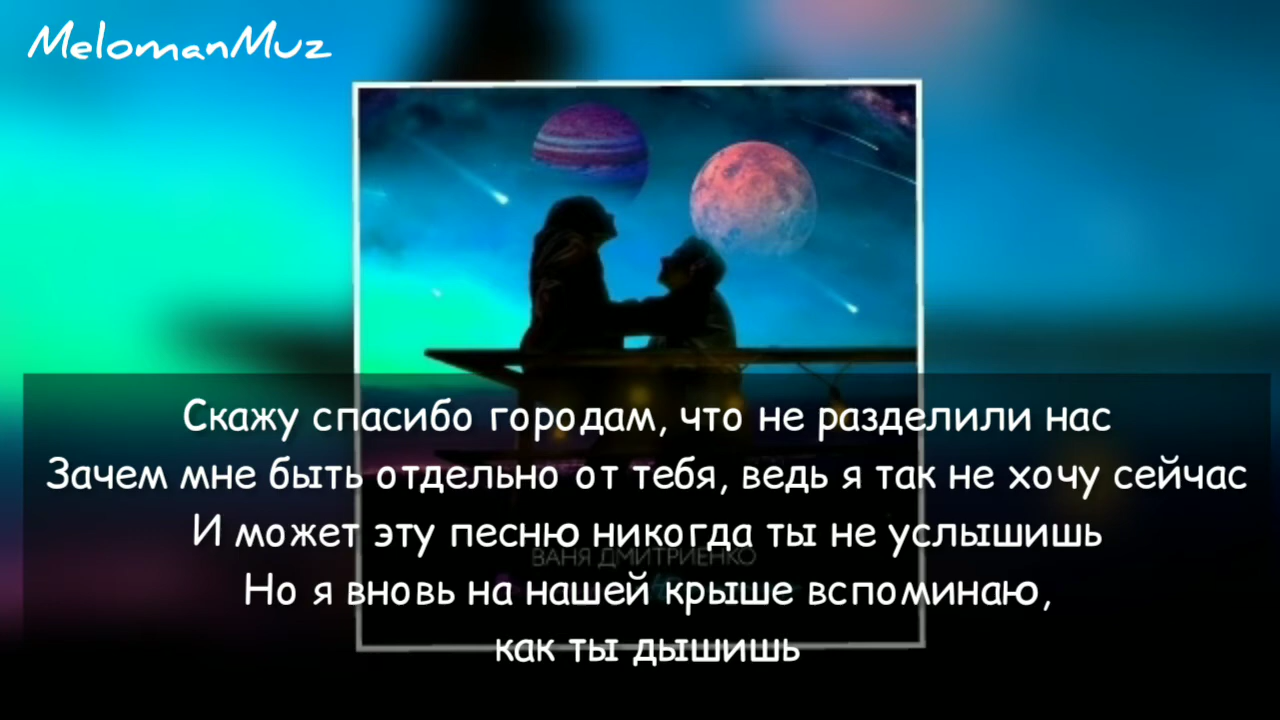 MelomanMuz
Скажу спасибо городам, что не разделили нас
Зачем мне быть отдельно от тебя, ведь я так не хочу сейчас
И может эту песню никогда ты не услышишь
ВАНЯ ДМИТРИЕНКО
Но я вновь на нашей крыше вспоминаю,
как ты дышишь